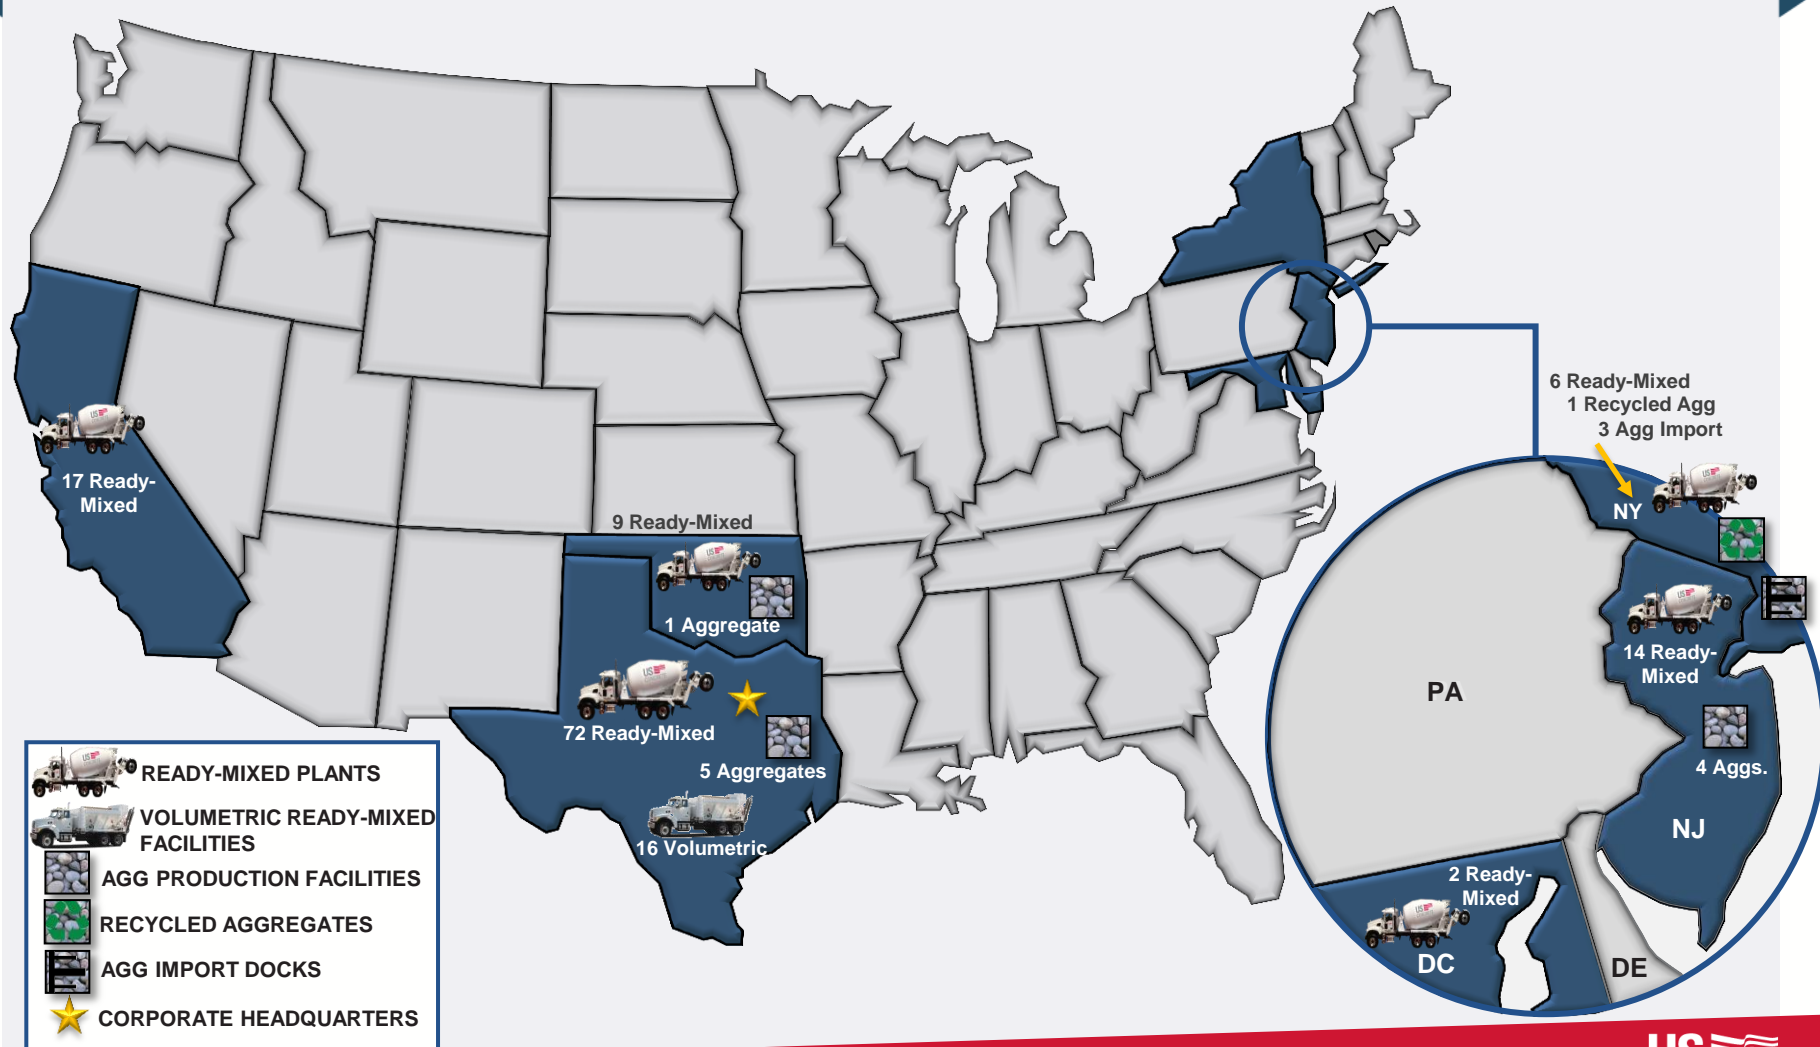 17 Ready-
Mixed
9 Ready-Mixed
1 Aggregate
72 Ready-Mixed
5 Aggregates
16 Volumetric
6 Ready-Mixed
1 Recycled Agg
3 Agg Import
NY
14 Ready-
Mixed
PA
4 Aggs.
NJ
2 Ready-
Mixed
DC
DE
READY-MIXED PLANTS
VOLUMETRIC READY-MIXED
FACILITIES
AGG PRODUCTION FACILITIES
RECYCLED AGGREGATES
AGG IMPORT DOCKS
CORPORATE HEADQUARTERS
US